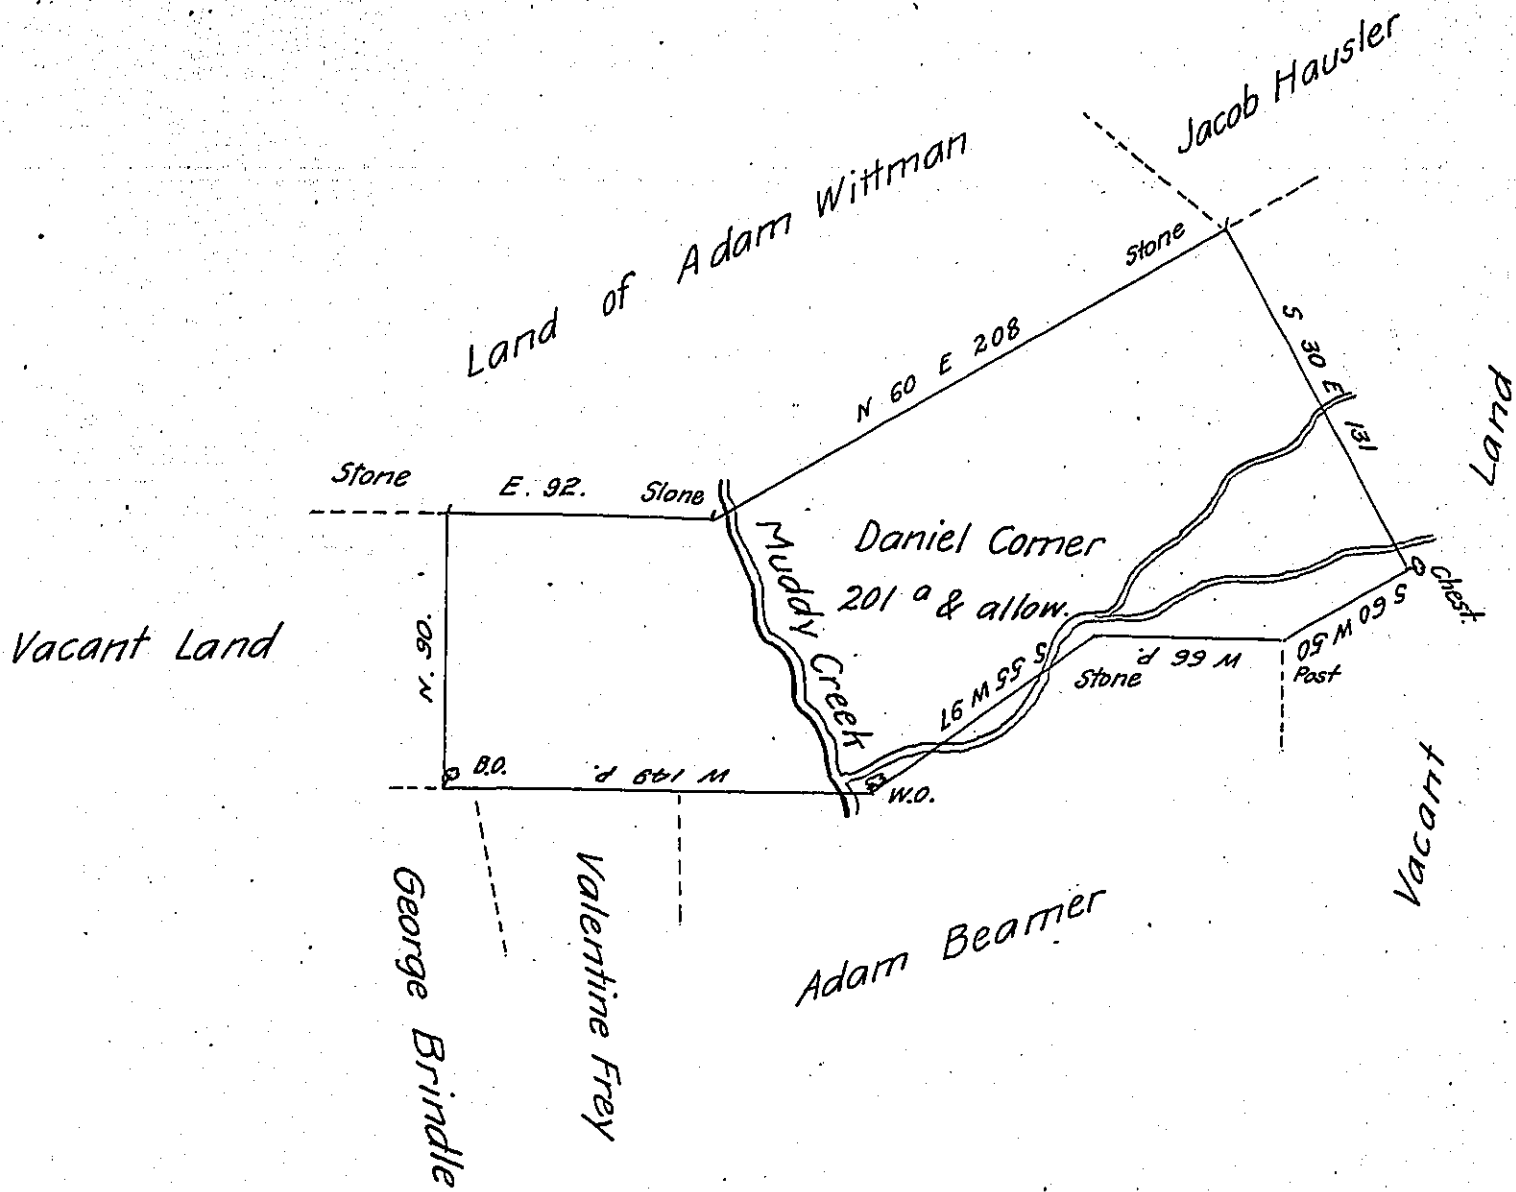 Jacob Hausler
Land of Adam Wittman
Stone
N 60 E 208
S 30 E 131
Land
Stone
E. 92.
Stone
Muddy Creek
Daniel Comer
201 a & allow.
Chest.
S 60 W 50
Vacant Land
N. 90.
S 55 W 97
Stone
W 66 P.
Post
B.O.
W 149 P.
W.O.
Vacant
George Brindle
Valentine Frey
Adam Beamer